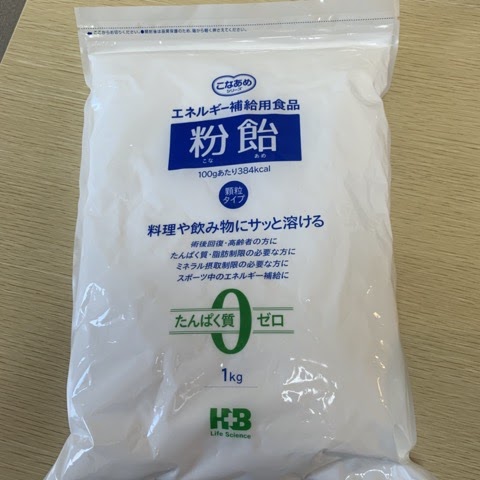 こなあめ
シリーズ
エネルギー補給用食品
粉飴
こな あめ
100gあたり384kcal
顆粒
タイプ
料理や飲み物にサッと溶ける
術後回復・高齢者の方に
たんぱく質・脂肪制限の必要な方に
ミネラル摂取制限の必要な方に
スポーツ中のエネルギー補給に
たんぱく質 0 ゼロ
1kg
H+B
Life Science